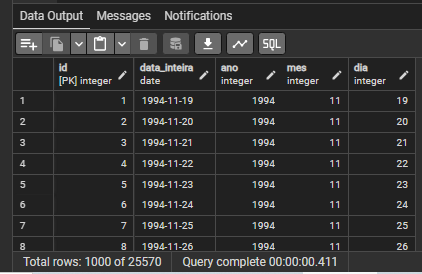 Data Output Messages Notifications
SQL
id data_inteira ano mes dia
[PK] integer date integer integer integer
1 1 1994-11-19 1994 11 19
2 2 1994-11-20 1994 11 20
3 3 1994-11-21 1994 11 21
4 4 1994-11-22 1994 11 22
5 5 1994-11-23 1994 11 23
6 6 1994-11-24 1994 11 24
7 7 1994-11-25 1994 11 25
8 8 1994-11-26 1994 11 26
Total rows: 1000 of 25570 Query complete 00:00:00.411